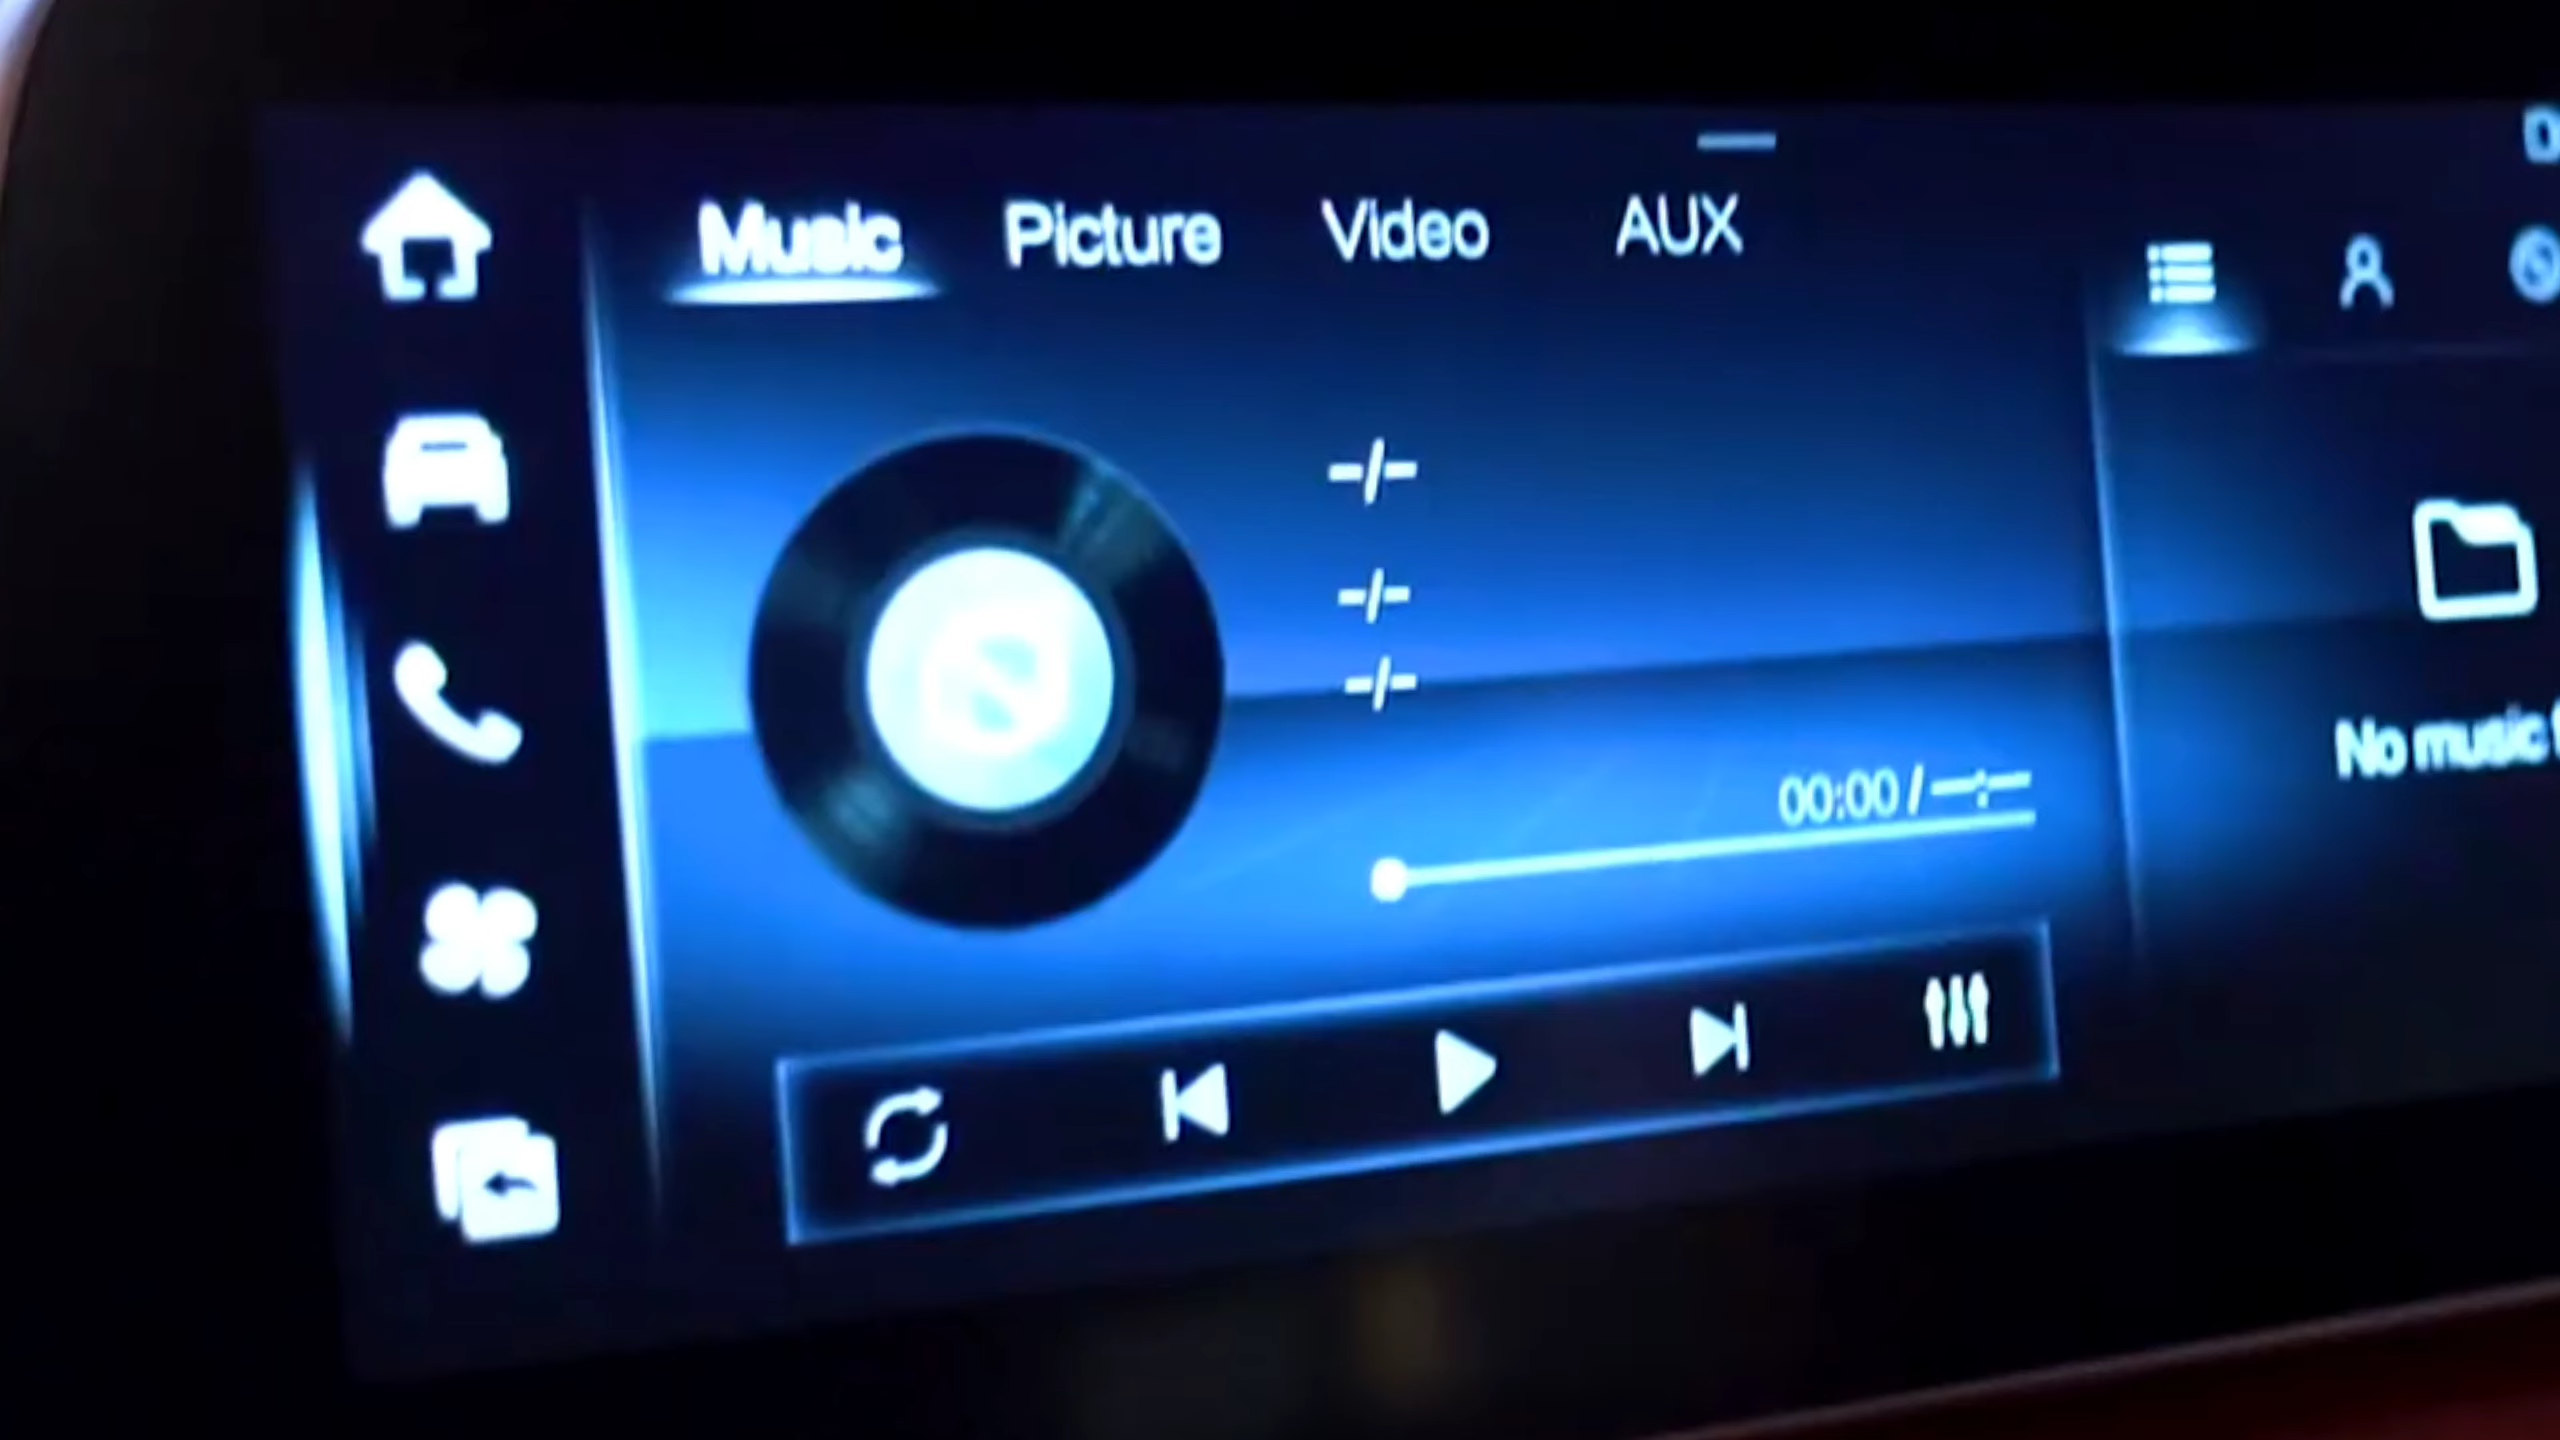 Music Picture Video AUX
-/-
-/-
-/-
00:00 / --:--
No music